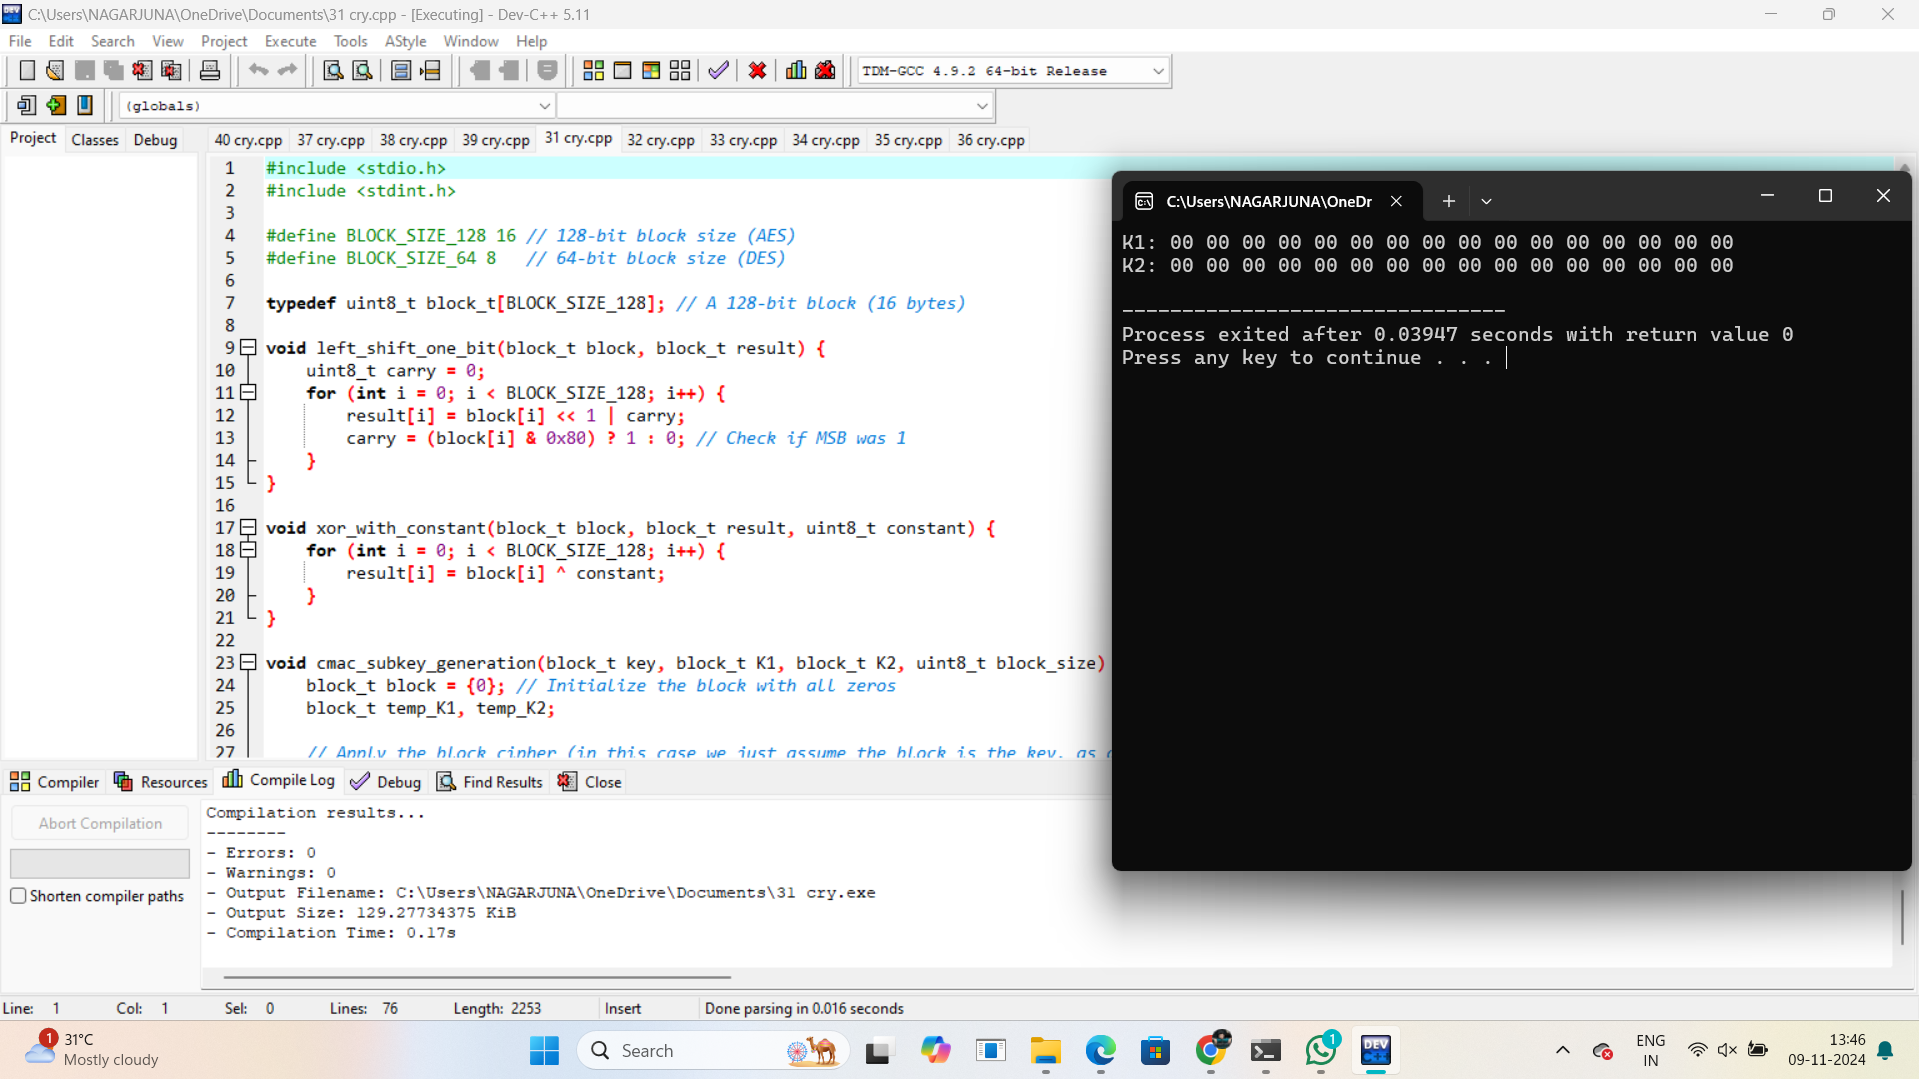 C:\Users\NAGARJUNA\OneDrive\Documents\31 cry.cpp - [Executing] - Dev-C++ 5.11
File Edit Search View Project Execute Tools AStyle Window Help
TDM-GCC 4.9.2 64-bit Release
(globals)
Project Classes Debug
40 cry.cpp 37 cry.cpp 38 cry.cpp 39 cry.cpp 31 cry.cpp 32 cry.cpp 33 cry.cpp 34 cry.cpp 35 cry.cpp 36 cry.cpp
1 #include <stdio.h>
2 #include <stdint.h>
3
4 #define BLOCK_SIZE_128 16 // 128-bit block size (AES)
5 #define BLOCK_SIZE_64 8 // 64-bit block size (DES)
6
7 typedef uint8_t block_t[BLOCK_SIZE_128]; // A 128-bit block (16 bytes)
8
9 void left_shift_one_bit(block_t block, block_t result) {
10 uint8_t carry = 0;
11 for (int i = 0; i < BLOCK_SIZE_128; i++) {
12 result[i] = block[i] << 1 | carry;
13 carry = (block[i] & 0x80) ? 1 : 0; // Check if MSB was 1
14 }
15 }
16
17 void xor_with_constant(block_t block, block_t result, uint8_t constant) {
18 for (int i = 0; i < BLOCK_SIZE_128; i++) {
19 result[i] = block[i] ^ constant;
20 }
21 }
22
23 void cmac_subkey_generation(block_t key, block_t K1, block_t K2, uint8_t block_size)
24 block_t block = {0}; // Initialize the block with all zeros
25 block_t temp_K1, temp_K2;
26
27 // Apply the block cipher (in this case we just assume the block is the key, as
C:\Users\NAGARJUNA\OneDr
K1: 00 00 00 00 00 00 00 00 00 00 00 00 00 00 00 00
K2: 00 00 00 00 00 00 00 00 00 00 00 00 00 00 00 00
--------------------------------
Process exited after 0.03947 seconds with return value 0
Press any key to continue . . .
Compiler Resources Compile Log Debug Find Results Close
Abort Compilation
Shorten compiler paths
Compilation results...
--------
- Errors: 0
- Warnings: 0
- Output Filename: C:\Users\NAGARJUNA\OneDrive\Documents\31 cry.exe
- Output Size: 129.27734375 KiB
- Compilation Time: 0.17s
Line: 1 Col: 1 Sel: 0 Lines: 76 Length: 2253 Insert Done parsing in 0.016 seconds
1 31°C
Mostly cloudy
Search
1
DEV C++
ENG
IN
13:46
09-11-2024